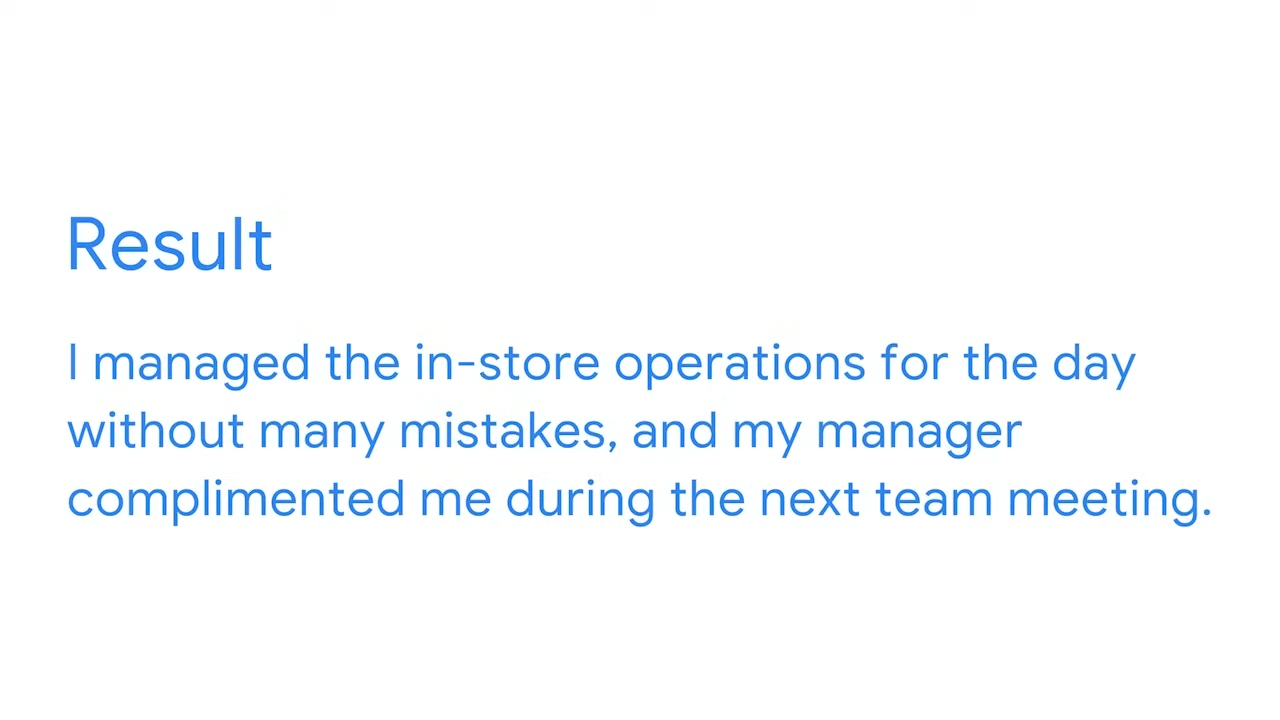 Result
I managed the in-store operations for the day
without many mistakes, and my manager
complimented me during the next team meeting.